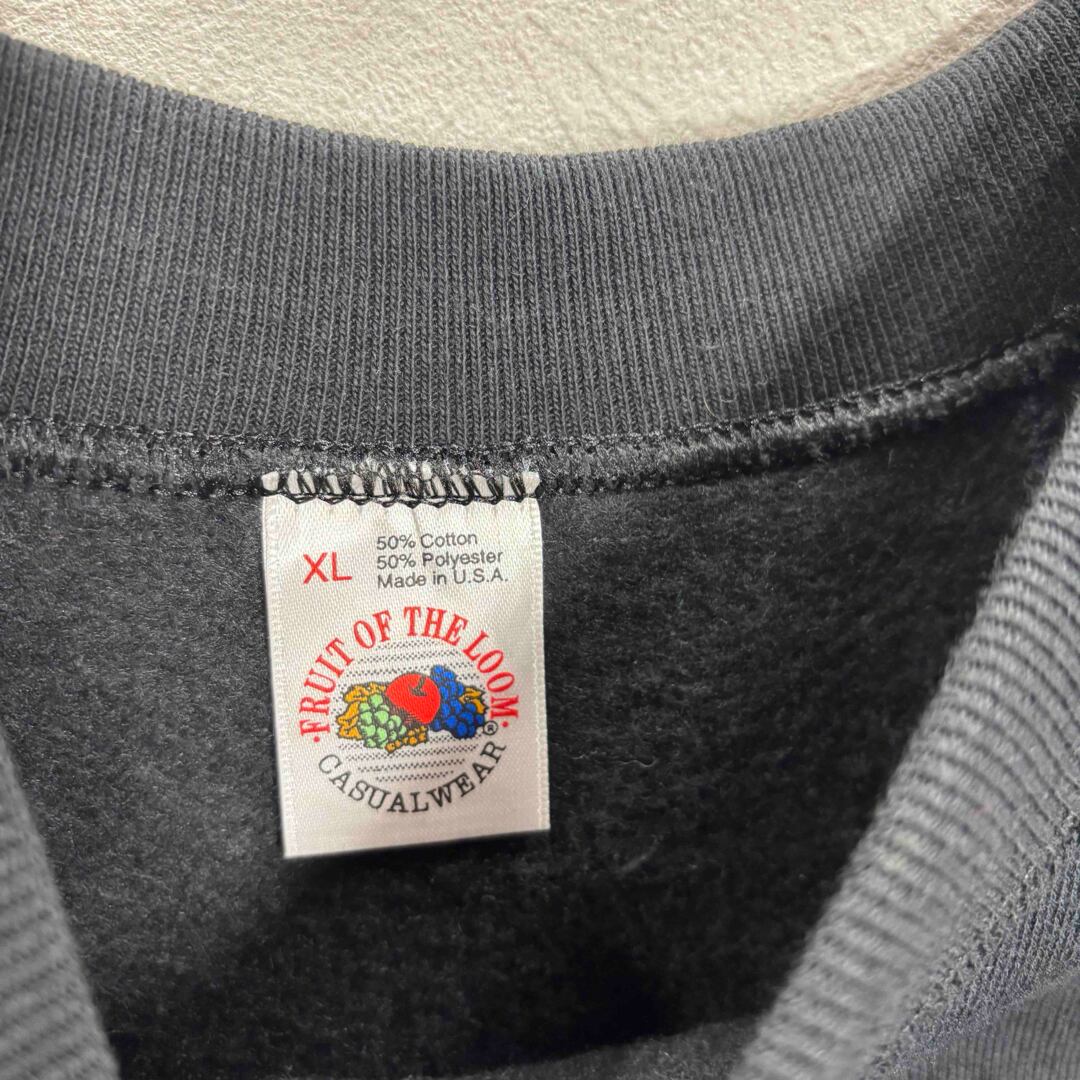 XL
50% Cotton
50% Polyester
Made in U.S.A.
·FRUIT OF THE LOOM·
®
CASUALWEAR